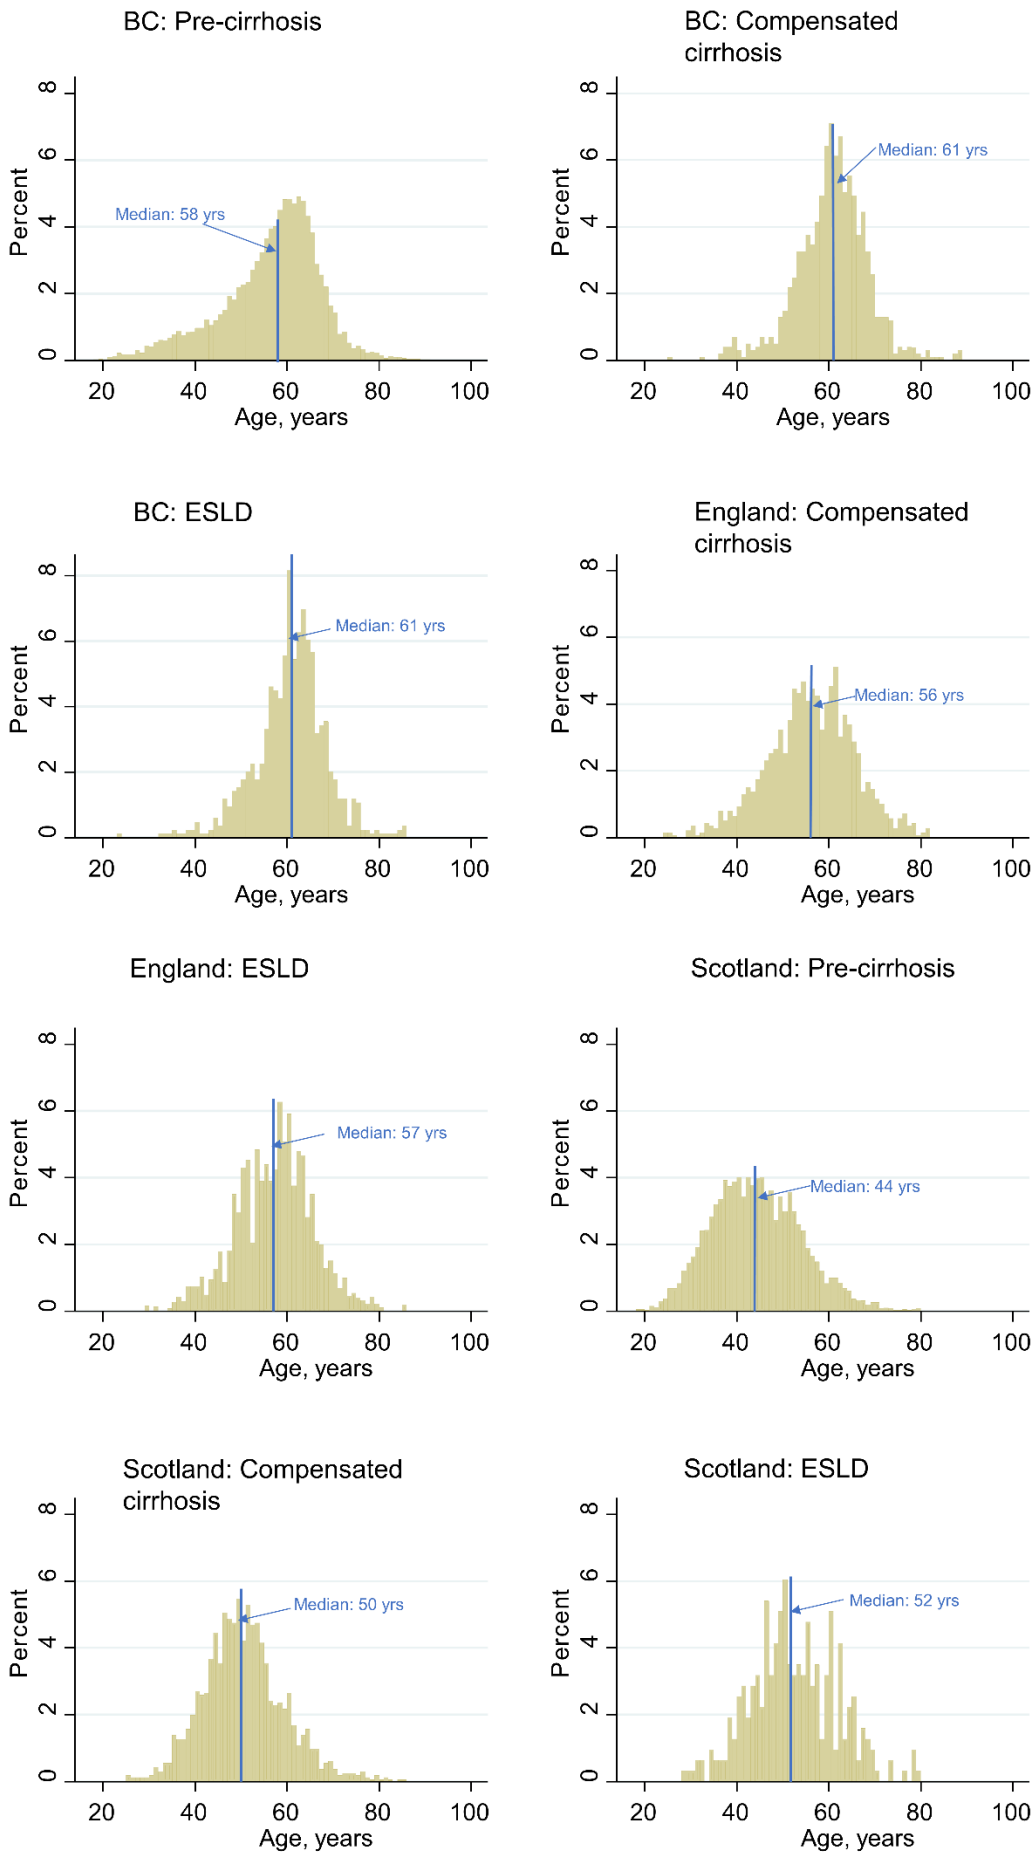 BC: Pre-cirrhosis
8
6
4
2
0
Percent
Median: 58 yrs
20 40 60 80 100
Age, years
BC: Compensated
cirrhosis
8
6
4
2
0
Percent
Median: 61 yrs
20 40 60 80 100
Age, years
BC: ESLD
8
6
4
2
0
Percent
Median: 61 yrs
20 40 60 80 100
Age, years
England: Compensated
cirrhosis
8
6
4
2
0
Percent
Median: 56 yrs
20 40 60 80 100
Age, years
England: ESLD
8
6
4
2
0
Percent
Median: 57 yrs
20 40 60 80 100
Age, years
Scotland: Pre-cirrhosis
8
6
4
2
0
Percent
Median: 44 yrs
20 40 60 80 100
Age, years
Scotland: Compensated
cirrhosis
8
6
4
2
0
Percent
Median: 50 yrs
20 40 60 80 100
Age, years
Scotland: ESLD
8
6
4
2
0
Percent
Median: 52 yrs
20 40 60 80 100
Age, years